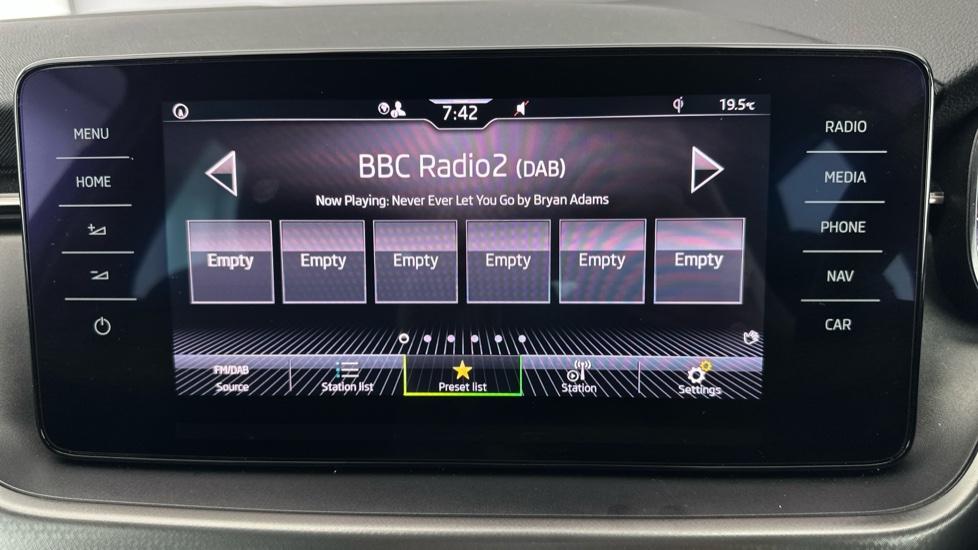 MENU
HOME
7:42
19.5°C
BBC Radio2 (DAB)
Now Playing: Never Ever Let You Go by Bryan Adams
Empty Empty Empty Empty Empty Empty
FM/DAB
Source
Station list
Preset list
Station
Settings
RADIO
MEDIA
PHONE
NAV
CAR